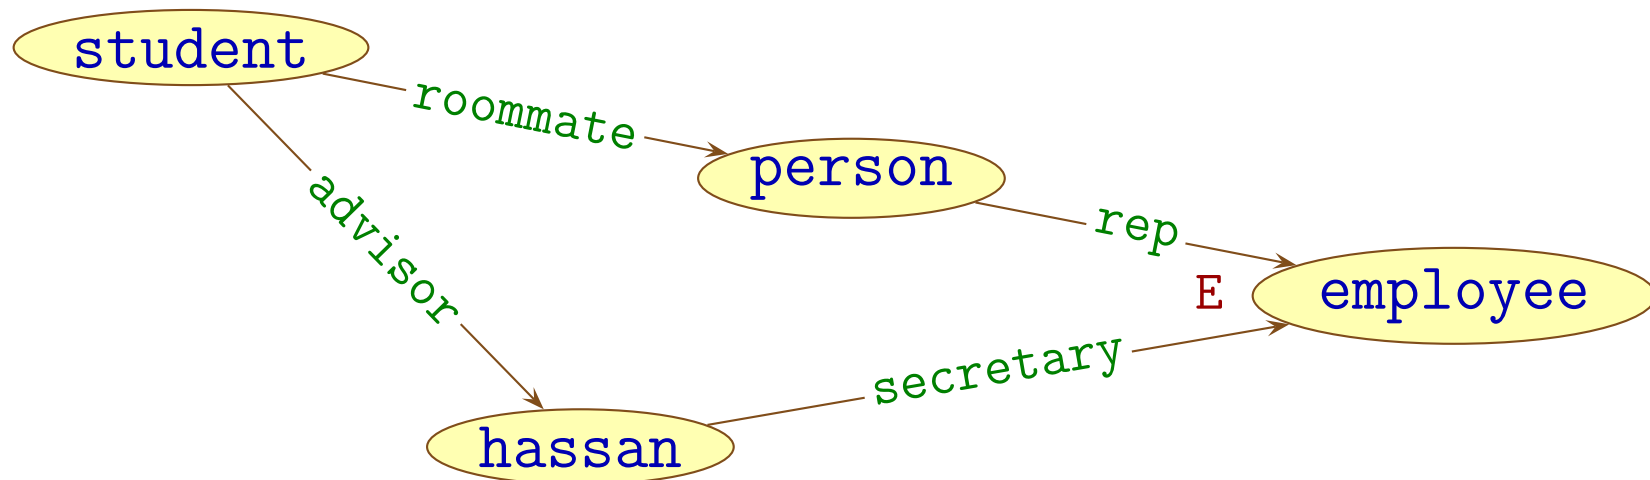 student
roommate
person
advisor
rep
E
employee
secretary
hassan